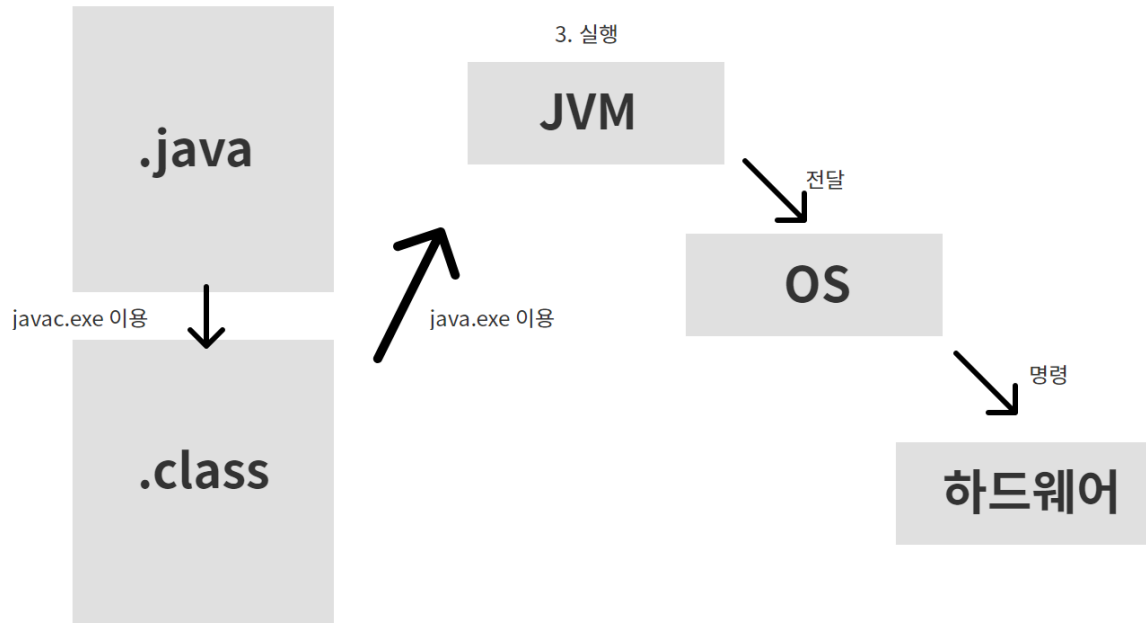 .java
javac.exe 이용
.class
java.exe 이용
3. 실행
JVM
전달
OS
명령
하드웨어